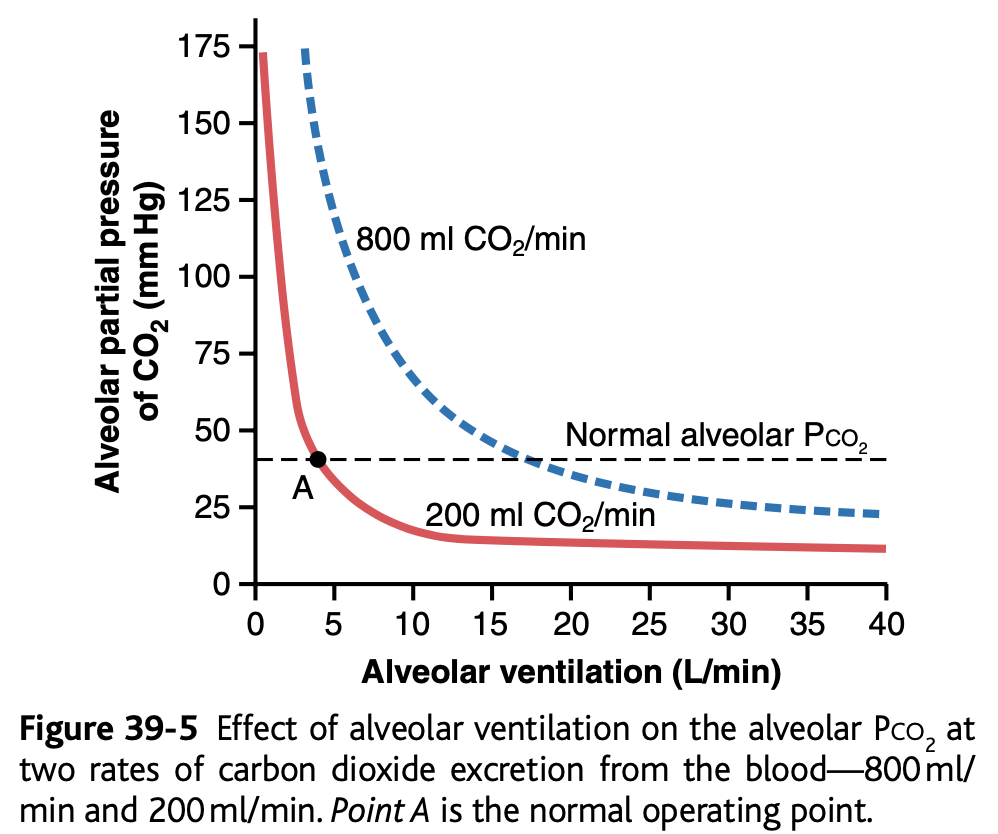 175
150
125
100
75
50
25
0
Alveolar partial pressure
of CO₂ (mm Hg)
800 ml CO₂/min
Normal alveolar Pco₂
A
200 ml CO₂/min
0 5 10 15 20 25 30 35 40
Alveolar ventilation (L/min)
Figure 39-5 Effect of alveolar ventilation on the alveolar Pco₂ at
two rates of carbon dioxide excretion from the blood—800 ml/
min and 200 ml/min. Point A is the normal operating point.